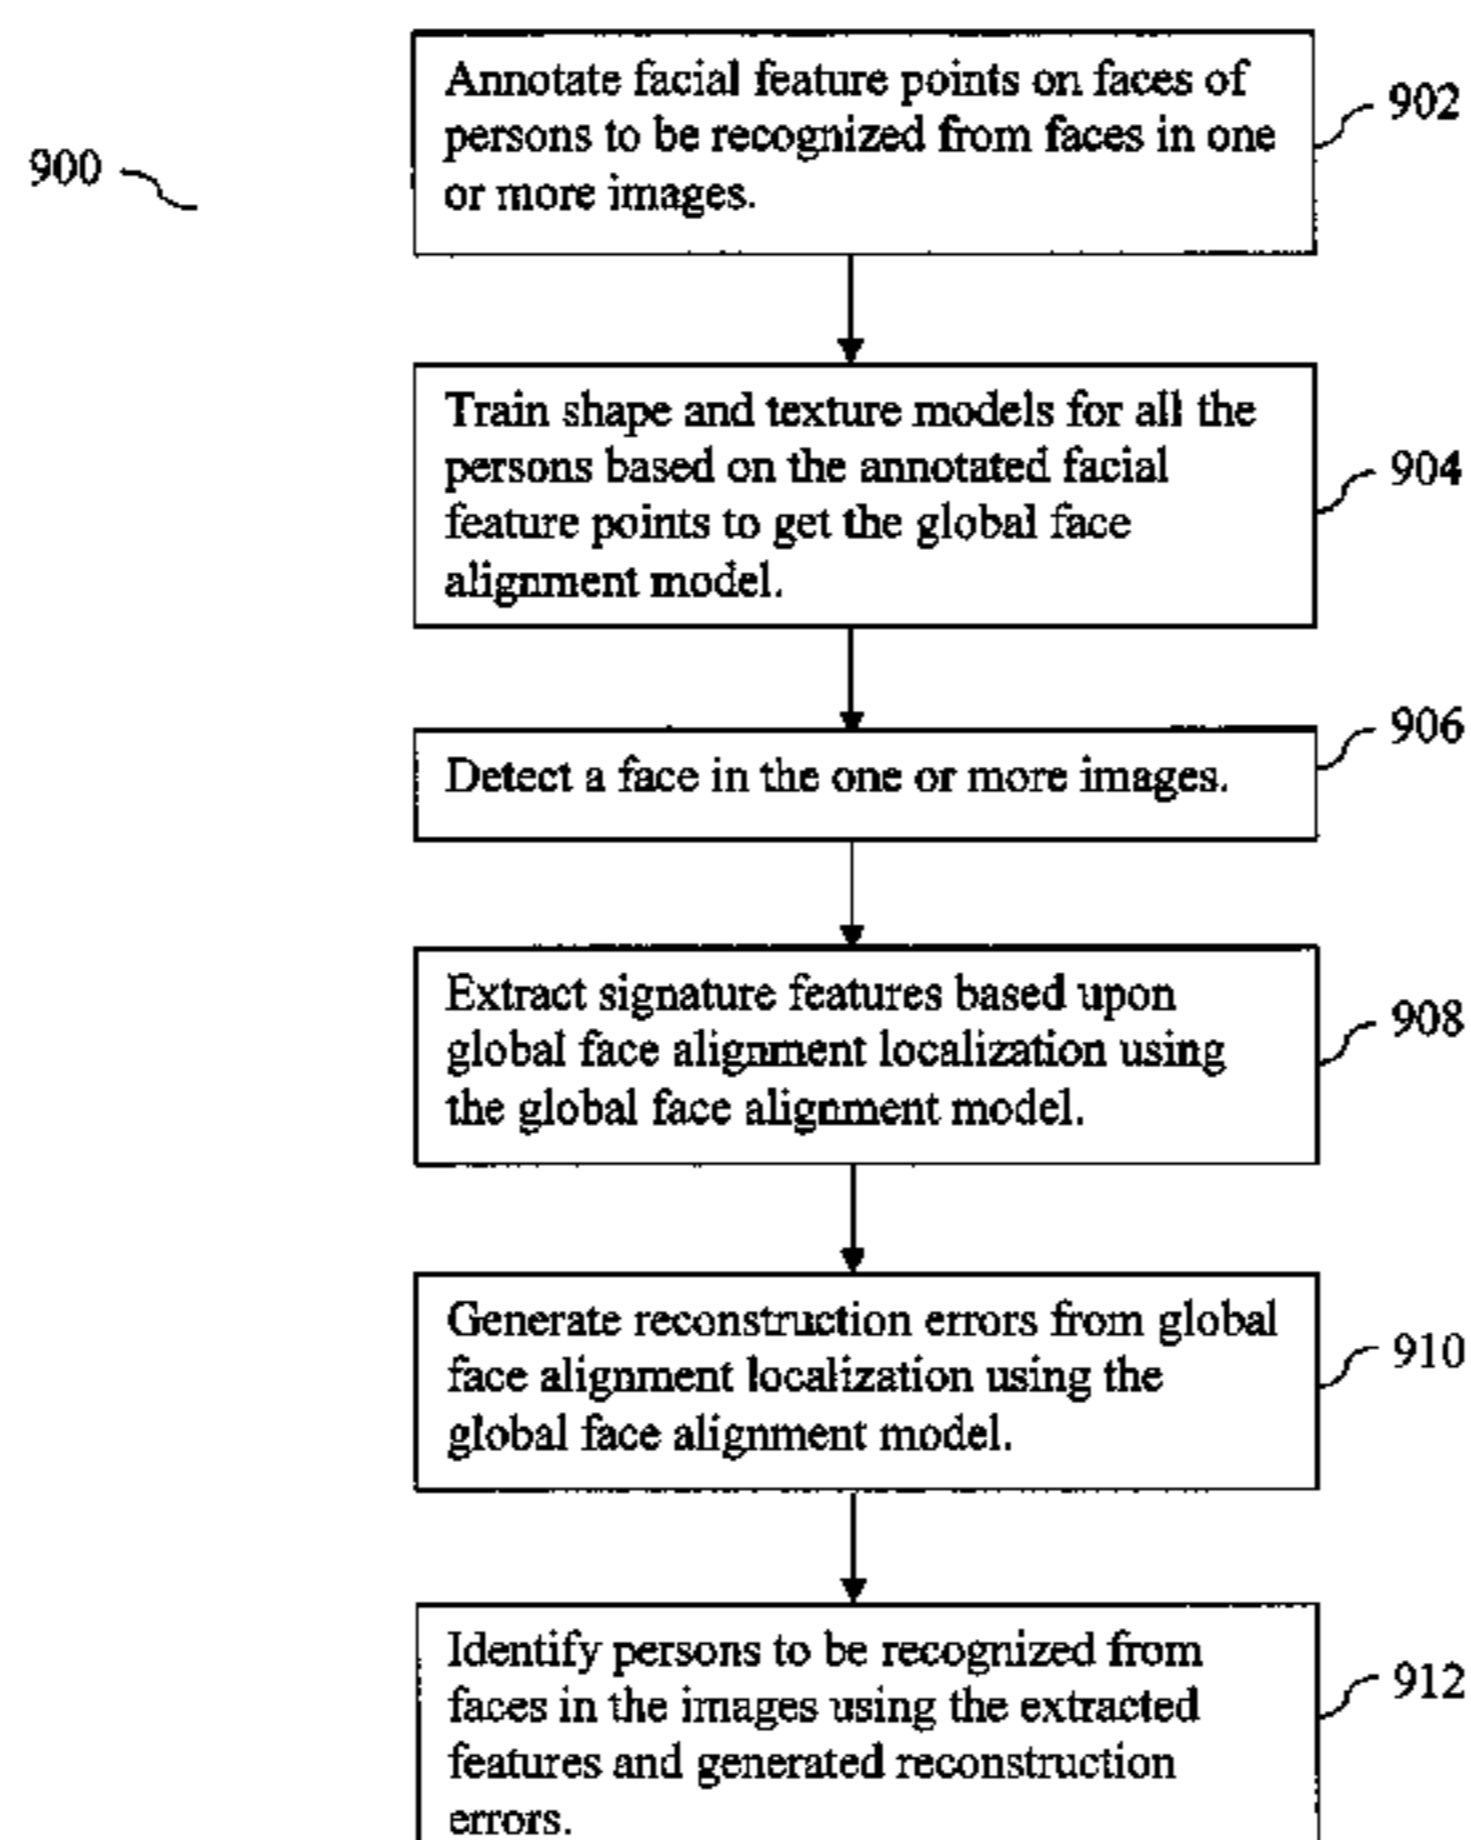 Annotate facial feature points on faces of
persons to be recognized from faces in one
or more images.
902
900
Train shape and texture models for all the
persons based on the annotated facial
feature points to get the global face
alignment model.
904
Detect a face in the one or more images.
906
Extract signature features based upon
global face alignment localization using
the global face alignment model.
908
Generate reconstruction errors from global
face alignment localization using the
global face alignment model.
910
Identify persons to be recognized from
faces in the images using the extracted
features and generated reconstruction
errors.
912